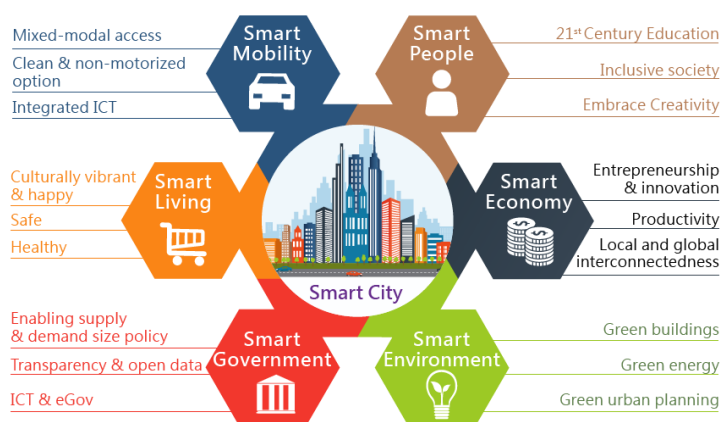 Mixed-modal access
Clean & non-motorized
option
Integrated ICT
Smart
Mobility
Smart
People
21st Century Education
Inclusive society
Embrace Creativity
Culturally vibrant
& happy
Safe
Healthy
Smart
Living
Smart
Economy
Entrepreneurship
& innovation
Productivity
Local and global
interconnectedness
Smart City
Enabling supply
& demand size policy
Transparency & open data
ICT & eGov
Smart
Government
Smart
Environment
Green buildings
Green energy
Green urban planning